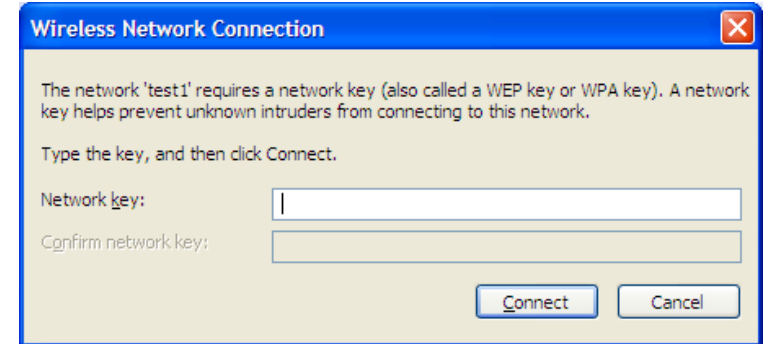 Wireless Network Connection
The network 'test1' requires a network key (also called a WEP key or WPA key). A network
key helps prevent unknown intruders from connecting to this network.
Type the key, and then click Connect.
Network key:
Confirm network key:
Connect Cancel